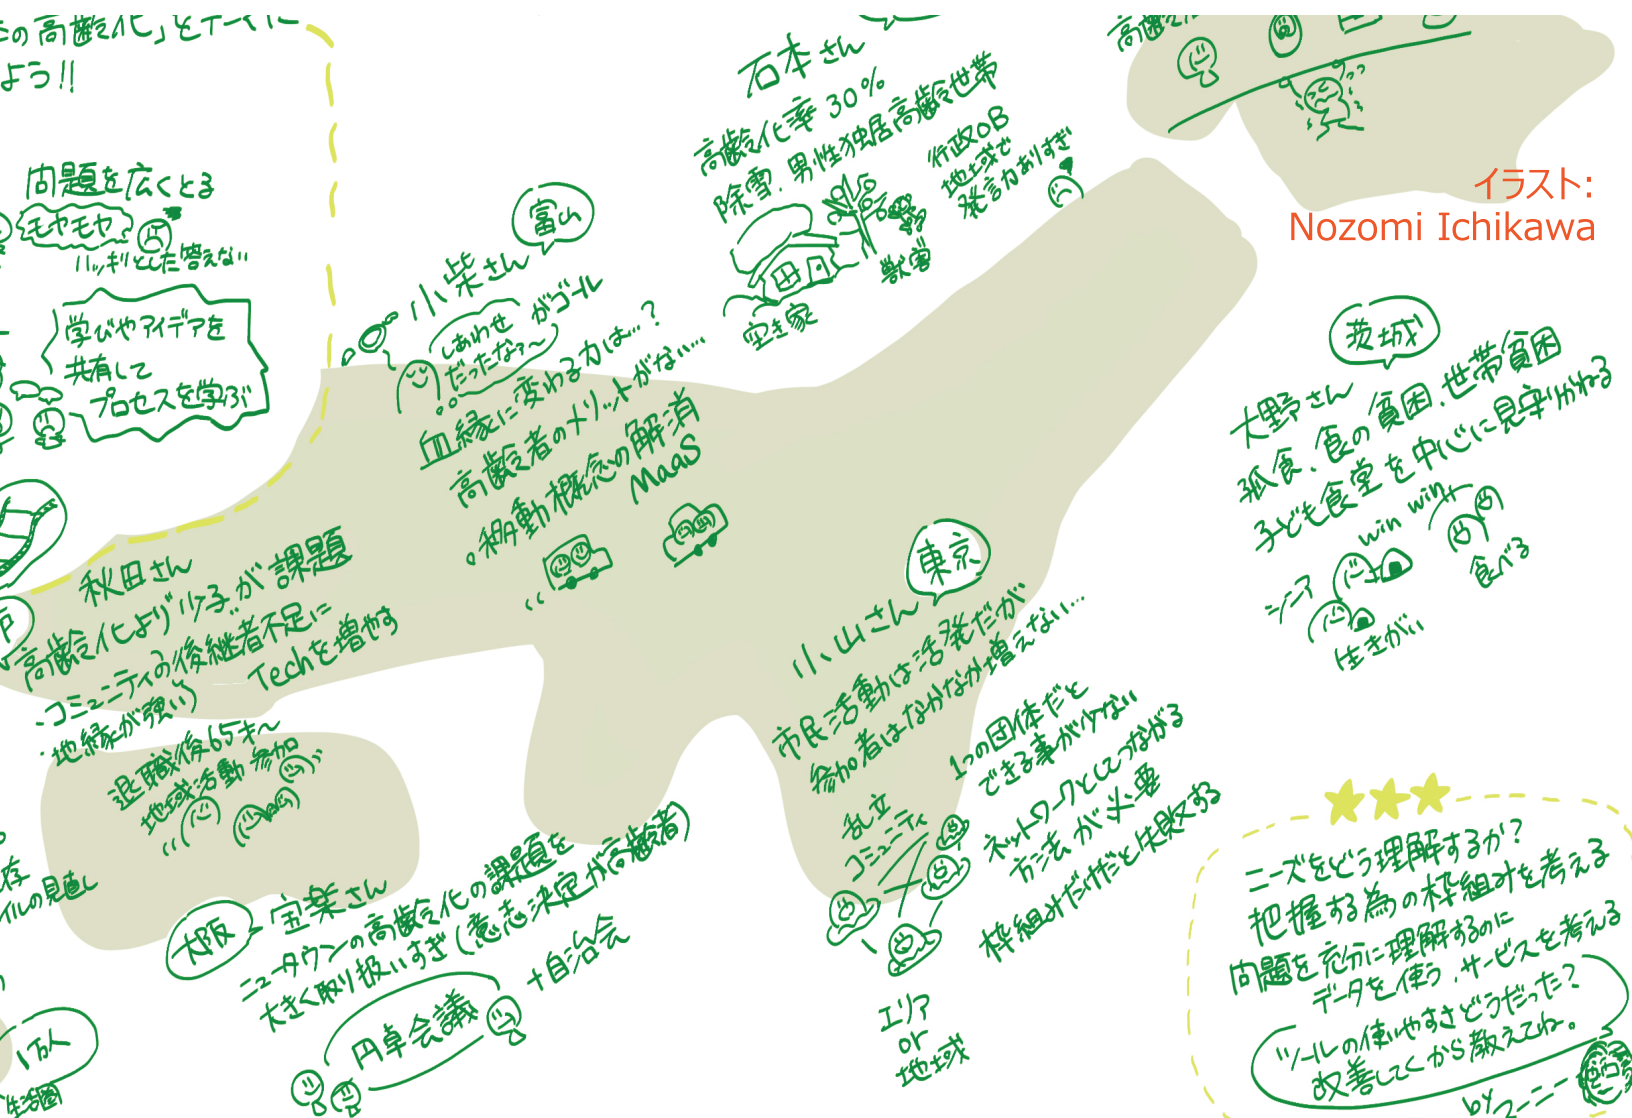 の高齢化」をテーマに
よう!!
問題を広くとる
モヤモヤ
ハッキリとした答えない
学びやアイデアを
共有して
プロセスを学ぶ
富山
小柴さん
しあわせ
だったなァ〜
がゴール
血縁に変わる力は…?
高齢者のメリットがない…
移動概念の解消
MaaS
石本さん
高齢化率30%
除雪、男性独居高齢世帯
行政OB
地域で
発言力ありすぎ
獣害
空き家
イラスト:
Nozomi Ichikawa
茨城
大野さん
孤食、食の貧困、世帯貧困
子ども食堂を中心に見守りかねる
win win
シニア
食べる
生きがい
秋田さん
高齢化より少子が課題
・コミュニティの後継者不足に
Techを増やす
・地縁が強い
退職後65才〜
地域活動 参加
東京
小山さん
市民活動は活発だが
参加者はなかなか増えない…
1つの団体だと
できる事が少ない
ネットワークとしてつながる
方法が必要
枠組みだけだと失敗する
乱立
コミュニティ
エリア
or
地域
大阪
宝楽さん
ニュータウンの高齢化の課題を
大きく取り扱いすぎ(意志決定が高齢者)
円卓会議
+自治会
存
イルの見直し
1万人
生活圏
ニーズをどう理解するか?
把握する為の枠組みを考える
問題を充分に理解するのに
データを使う、サービスを考える
ツールの使いやすさどうだった?
改善してくから教えてね。
by